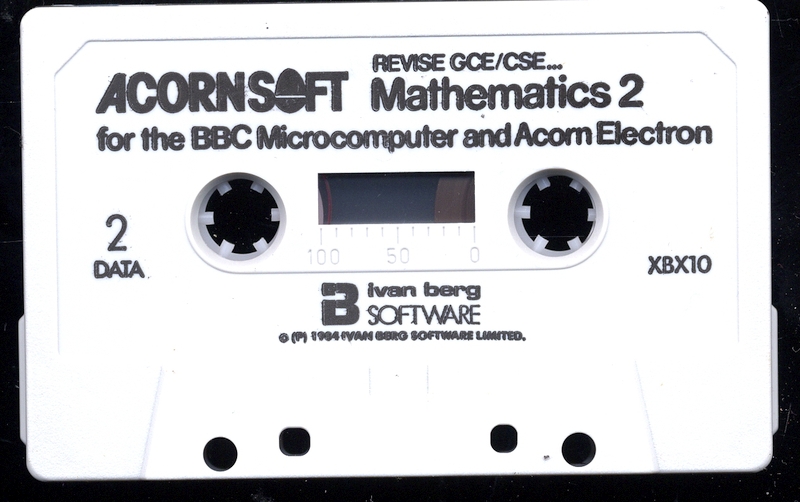 REVISE GCE/CSE...
ACORNSOFT Mathematics 2
for the BBC Microcomputer and Acorn Electron
2
DATA
100 50 0
XBX10
B ivan berg
SOFTWARE
© (P) 1984 IVAN BERG SOFTWARE LIMITED.